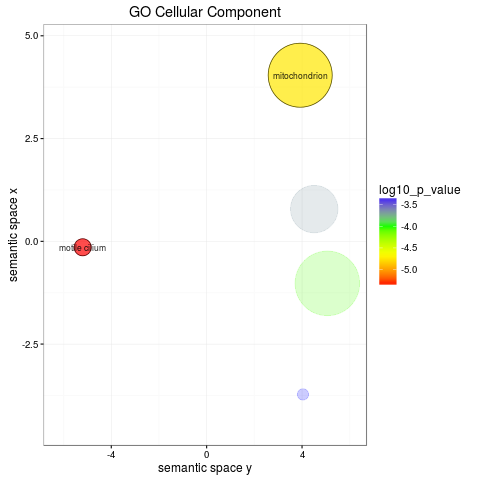 GO Cellular Component
5.0
2.5
0.0
-2.5
semantic space x
mitochondrion
motile cilium
-4
0
4
semantic space y
log10_p_value
-3.5
-4.0
-4.5
-5.0